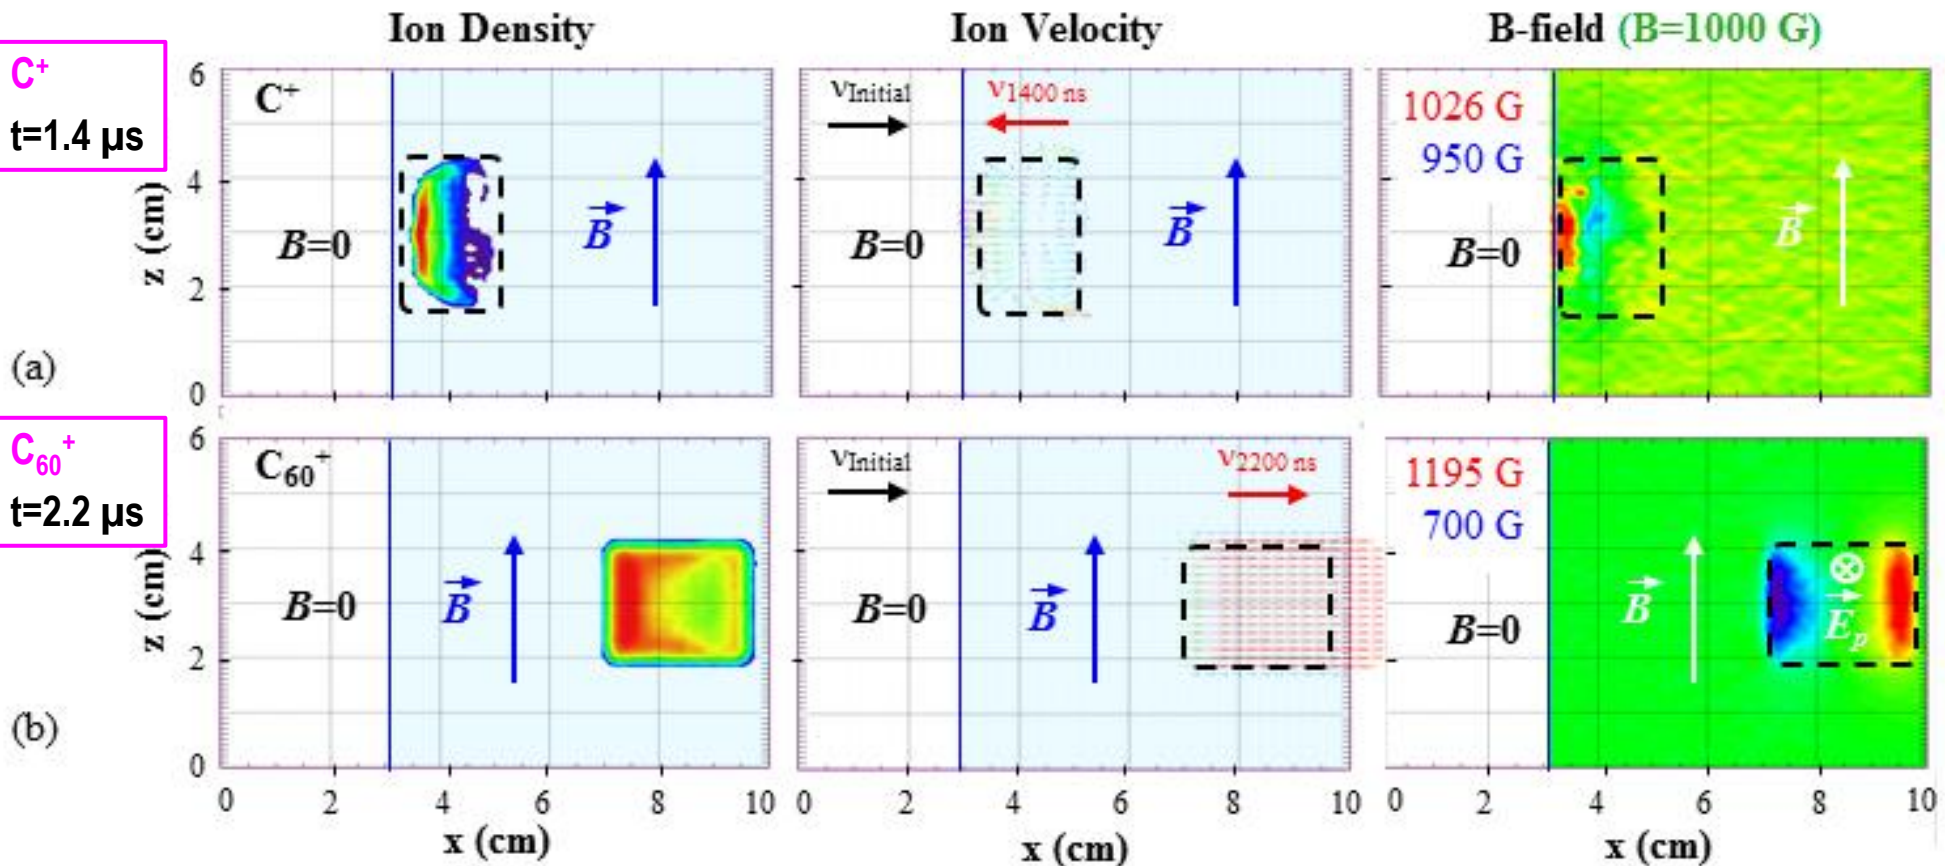 Ion Density
Ion Velocity
B-field (B=1000 G)
C⁺
t=1.4 µs
(a)
z (cm)
6
4
2
0
C⁺
B=0
B
vInitial
v1400 ns
B=0
B
1026 G
950 G
B=0
B
C₆₀⁺
t=2.2 µs
(b)
z (cm)
6
4
2
0
C₆₀⁺
B=0
B
vInitial
v2200 ns
B=0
B
1195 G
700 G
B=0
B
Eₚ
0 2 4 6 8 10
x (cm)
0 2 4 6 8 10
x (cm)
0 2 4 6 8 10
x (cm)